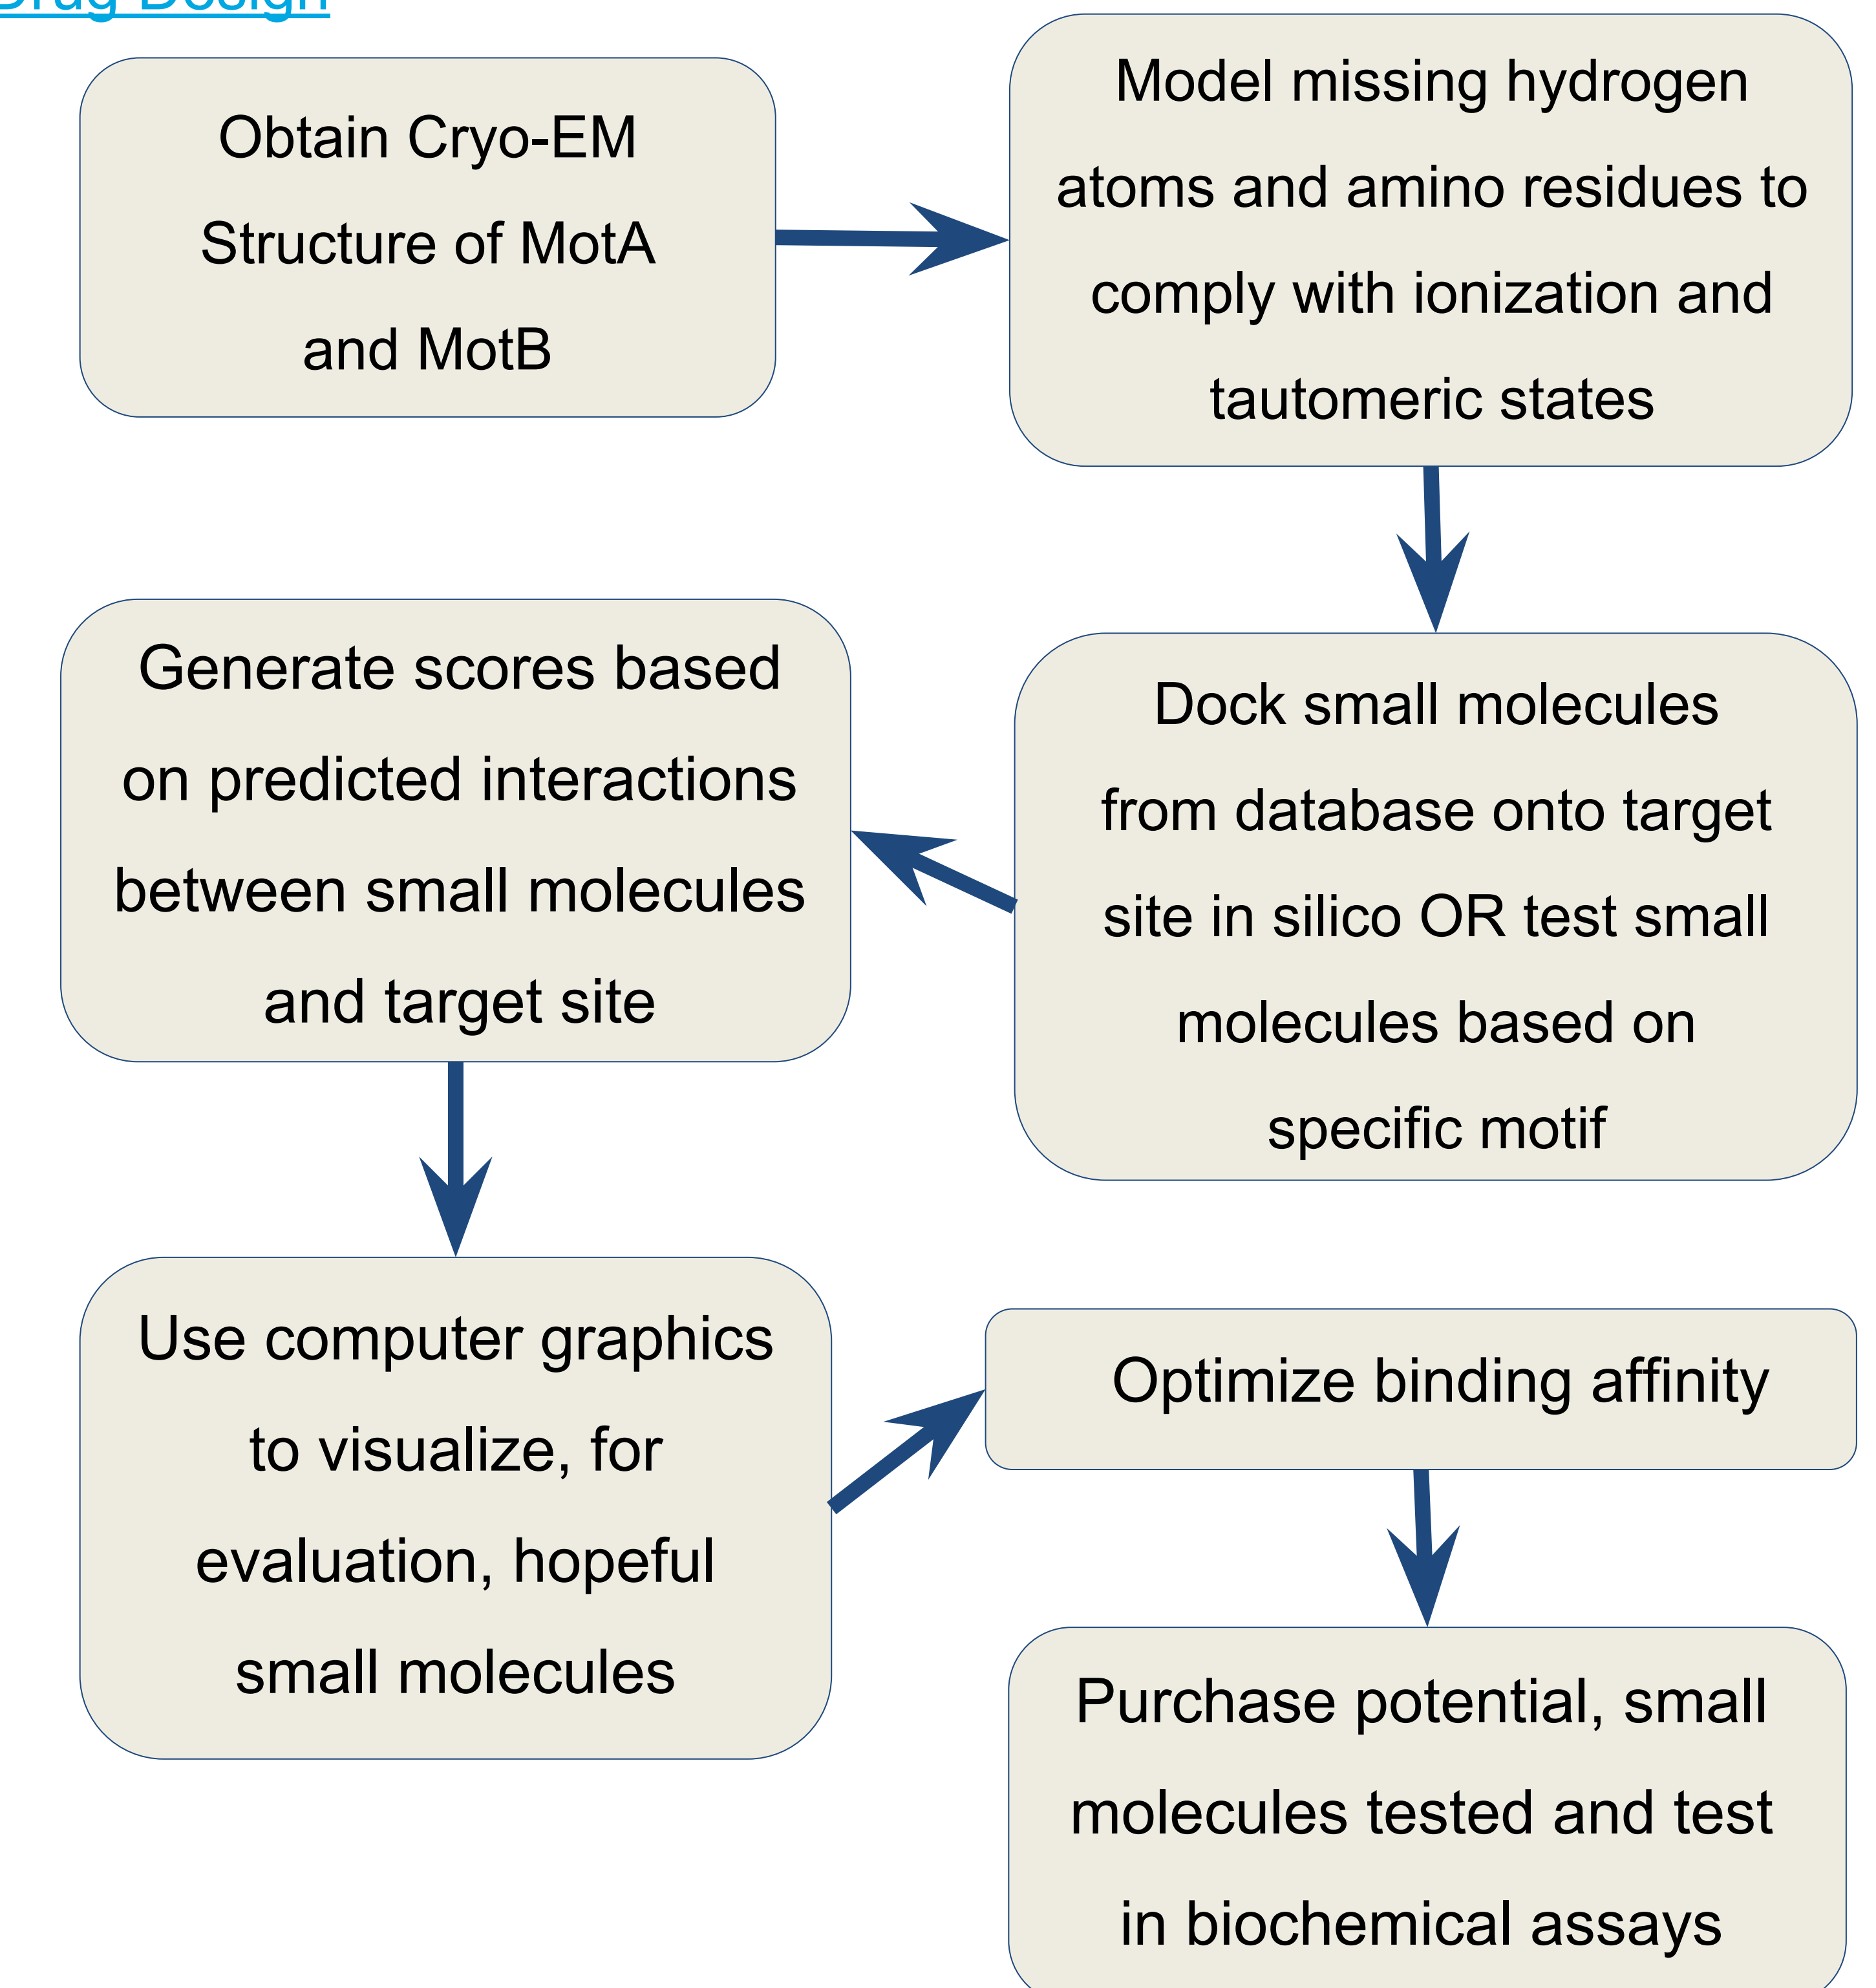 Drug Design
Obtain Cryo-EM
Structure of MotA
and MotB
Model missing hydrogen
atoms and amino residues to
comply with ionization and
tautomeric states
Dock small molecules
from database onto target
site in silico OR test small
molecules based on
specific motif
Generate scores based
on predicted interactions
between small molecules
and target site
Use computer graphics
to visualize, for
evaluation, hopeful
small molecules
Optimize binding affinity
Purchase potential, small
molecules tested and test
in biochemical assays